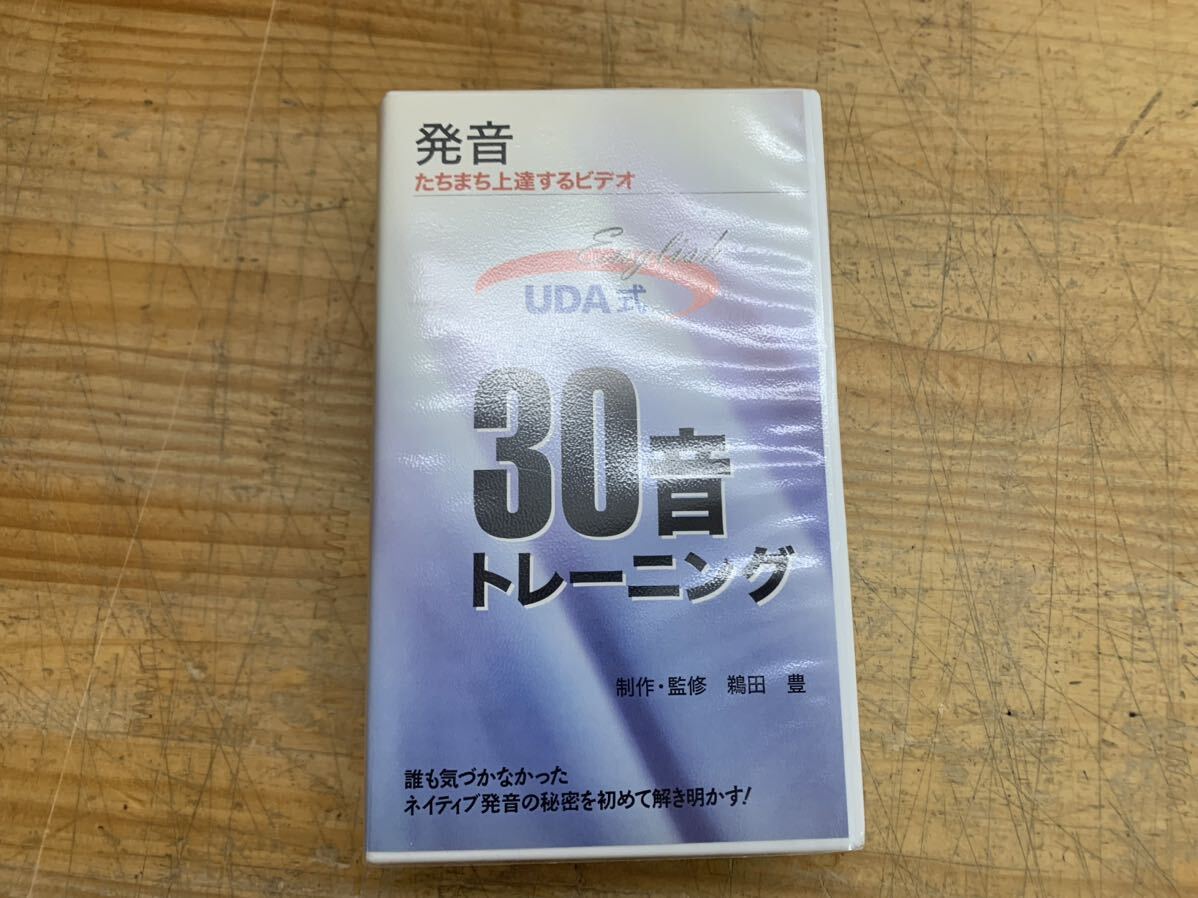 発音
たちまち上達するビデオ
English
UDA式
30音
トレーニング
制作・監修 鵜田 豊
誰も気づかなかった
ネイティブ発音の秘密を初めて解き明かす!